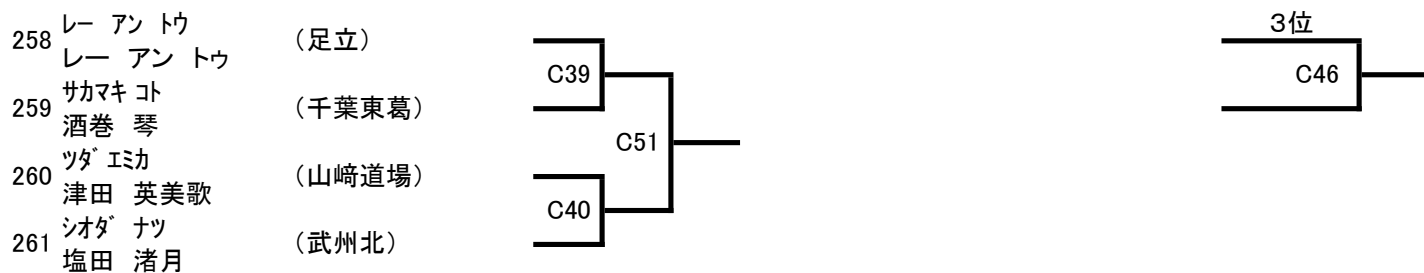 258 レー アン トウ
レー アン トゥ (足立)
259 サカマキ コト
酒巻 琴 (千葉東葛)
260 ツダ エミカ
津田 英美歌 (山﨑道場)
261 シオダ ナツ
塩田 渚月 (武州北)
C39
C40
C51
3位
C46